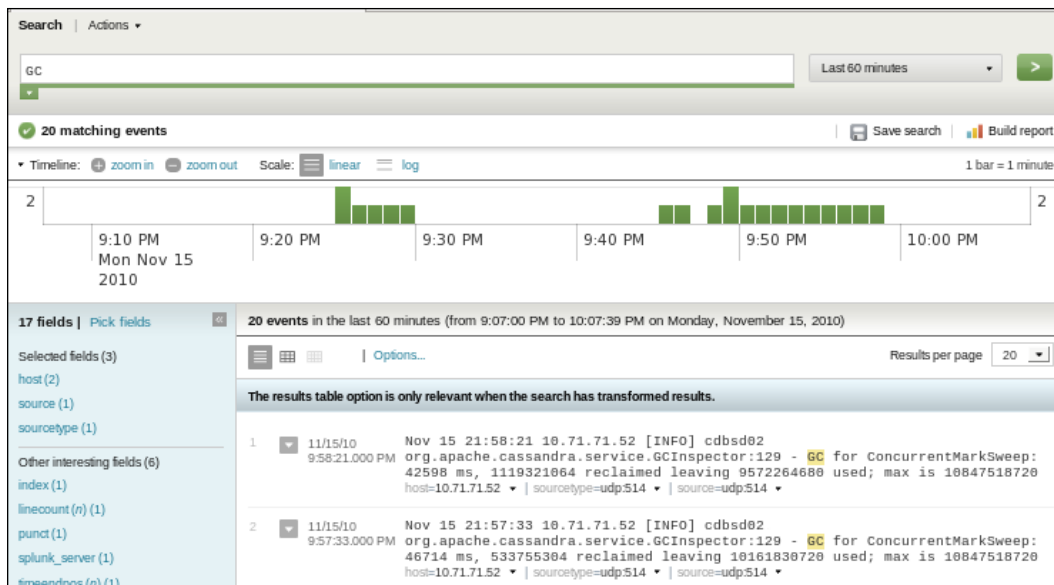 Search | Actions
GC
Last 60 minutes
>
20 matching events
Save search | Build report
Timeline: zoom in zoom out Scale: linear log
1 bar = 1 minute
2
2
9:10 PM
Mon Nov 15
2010
9:20 PM
9:30 PM
9:40 PM
9:50 PM
10:00 PM
17 fields | Pick fields
«
Selected fields (3)
host (2)
source (1)
sourcetype (1)
Other interesting fields (6)
index (1)
linecount (n) (1)
punct (1)
splunk_server (1)
timeendpos (n) (1)
20 events in the last 60 minutes (from 9:07:00 PM to 10:07:39 PM on Monday, November 15, 2010)
| Options...
Results per page 20
The results table option is only relevant when the search has transformed results.
1
11/15/10
9:58:21.000 PM
Nov 15 21:58:21 10.71.71.52 [INFO] cdbsd02
org.apache.cassandra.service.GCInspector:129 - GC for ConcurrentMarkSweep:
42598 ms, 1119321064 reclaimed leaving 9572264680 used; max is 10847518720
host=10.71.71.52 | sourcetype=udp:514 | source=udp:514
2
11/15/10
9:57:33.000 PM
Nov 15 21:57:33 10.71.71.52 [INFO] cdbsd02
org.apache.cassandra.service.GCInspector:129 - GC for ConcurrentMarkSweep:
46714 ms, 533755304 reclaimed leaving 10161830720 used; max is 10847518720
host=10.71.71.52 | sourcetype=udp:514 | source=udp:514